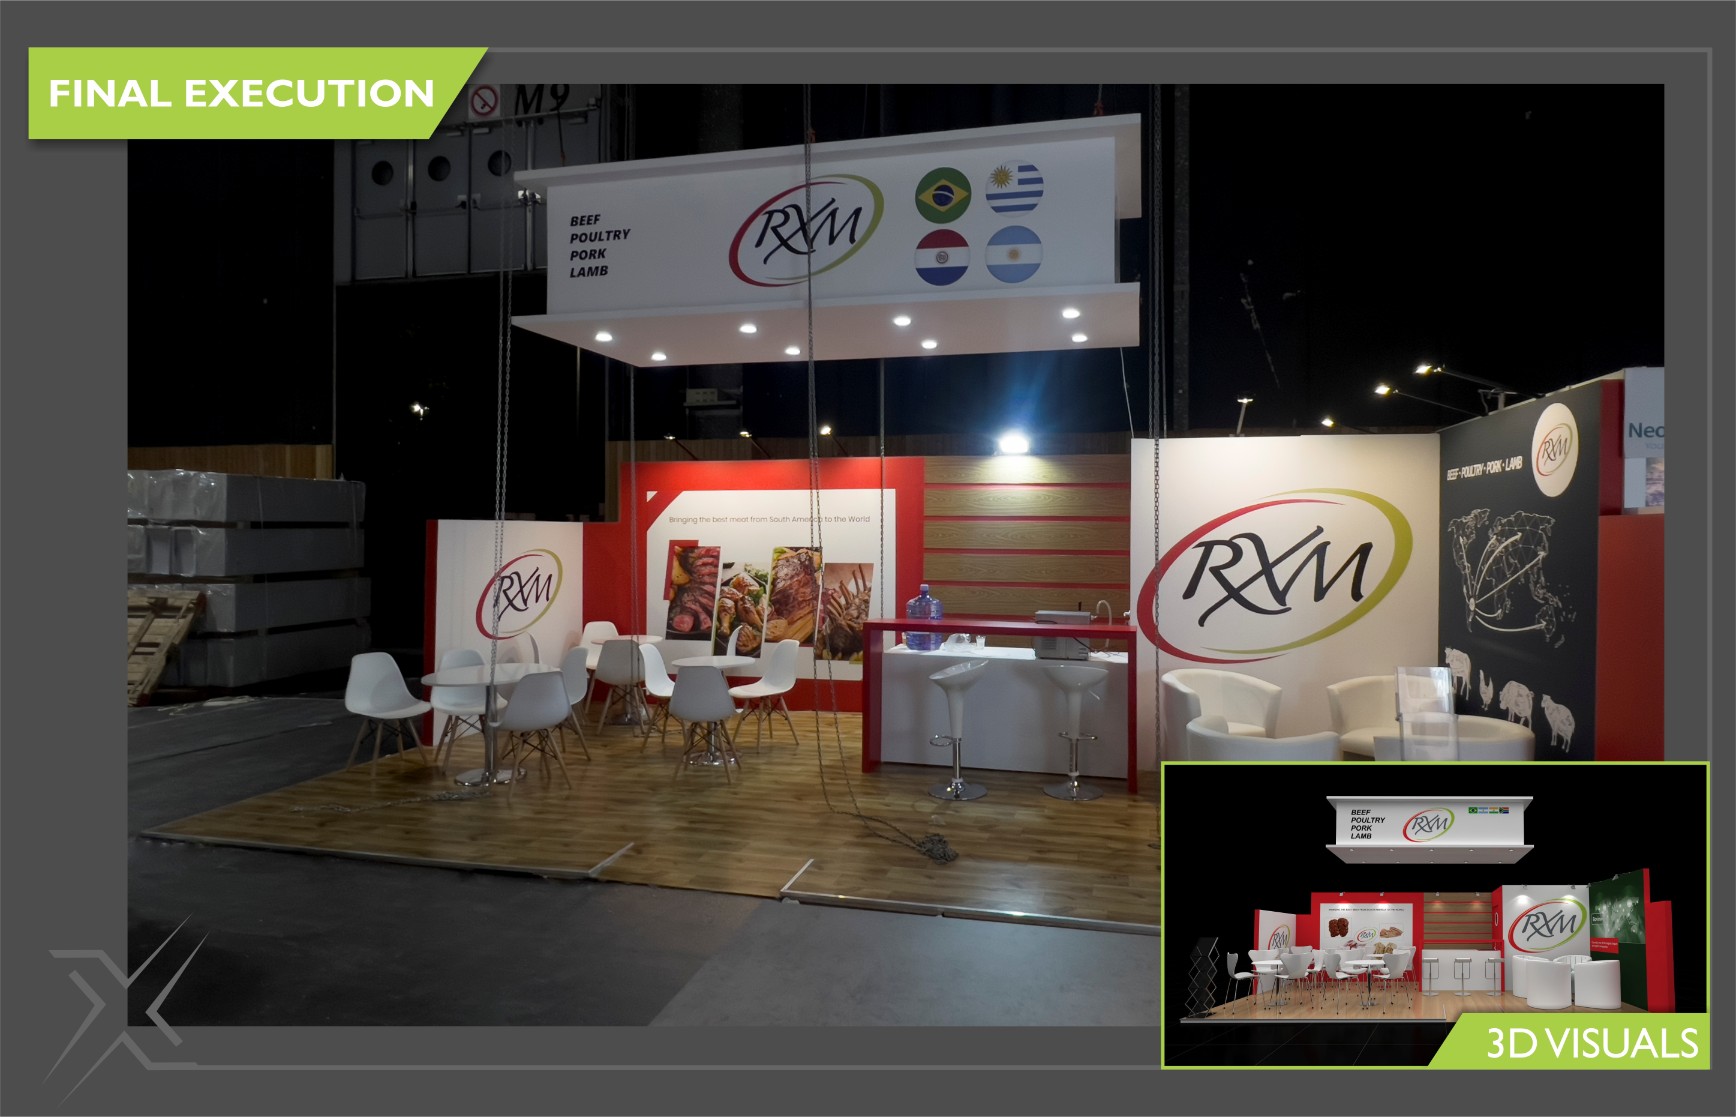 FINAL EXECUTION
M9
BEEF
POULTRY
PORK
LAMB
RXM
Bringing the best meat from South America to the World
RXM
RXM
BEEF • POULTRY • PORK • LAMB
RXM
BEEF
POULTRY
PORK
LAMB
RXM
RXM
RXM
3D VISUALS